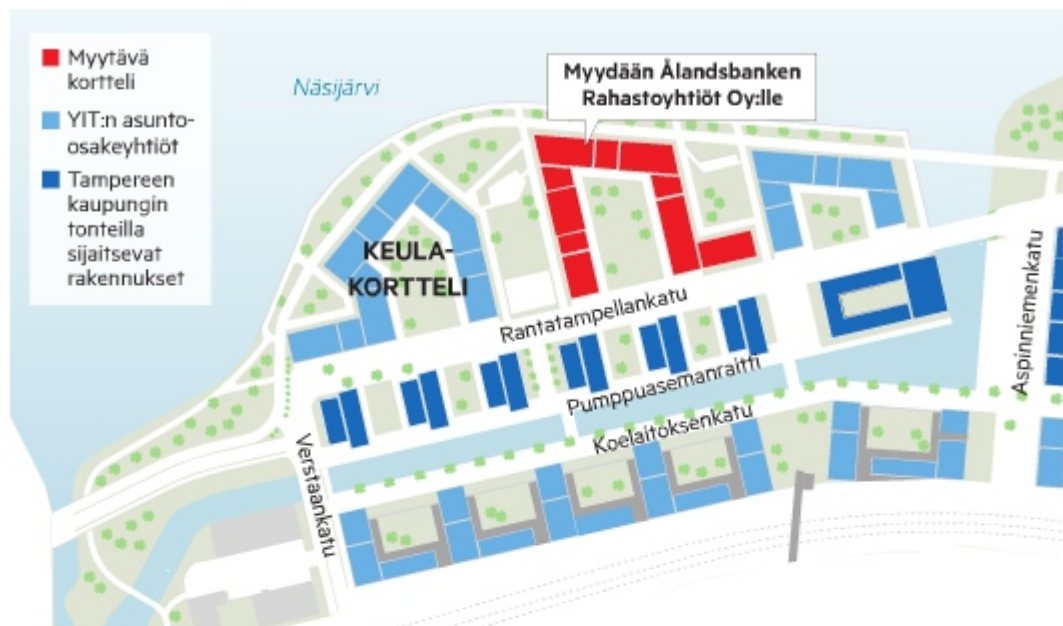 Myytävä
kortteli
YIT:n asunto-
osakeyhtiöt
Tampereen
kaupungin
tonteilla
sijaitsevat
rakennukset
Näsijärvi
Myydään Ålandsbanken
Rahastoyhtiöt Oy:lle
KEULA-
KORTTELI
Rantatampellankatu
Pumppuasemanraitti
Koelaitoksenkatu
Verstaankatu
Aspinniemenkatu